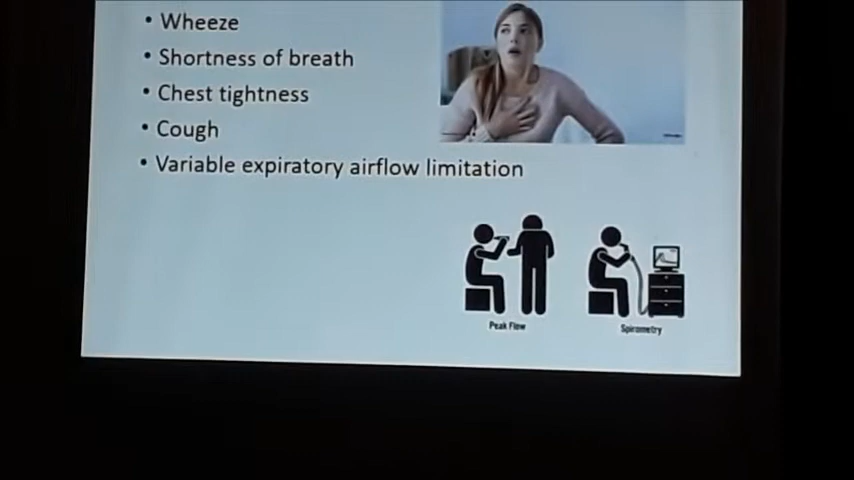 • Wheeze
• Shortness of breath
• Chest tightness
• Cough
• Variable expiratory airflow limitation
Peak Flow
Spirometry